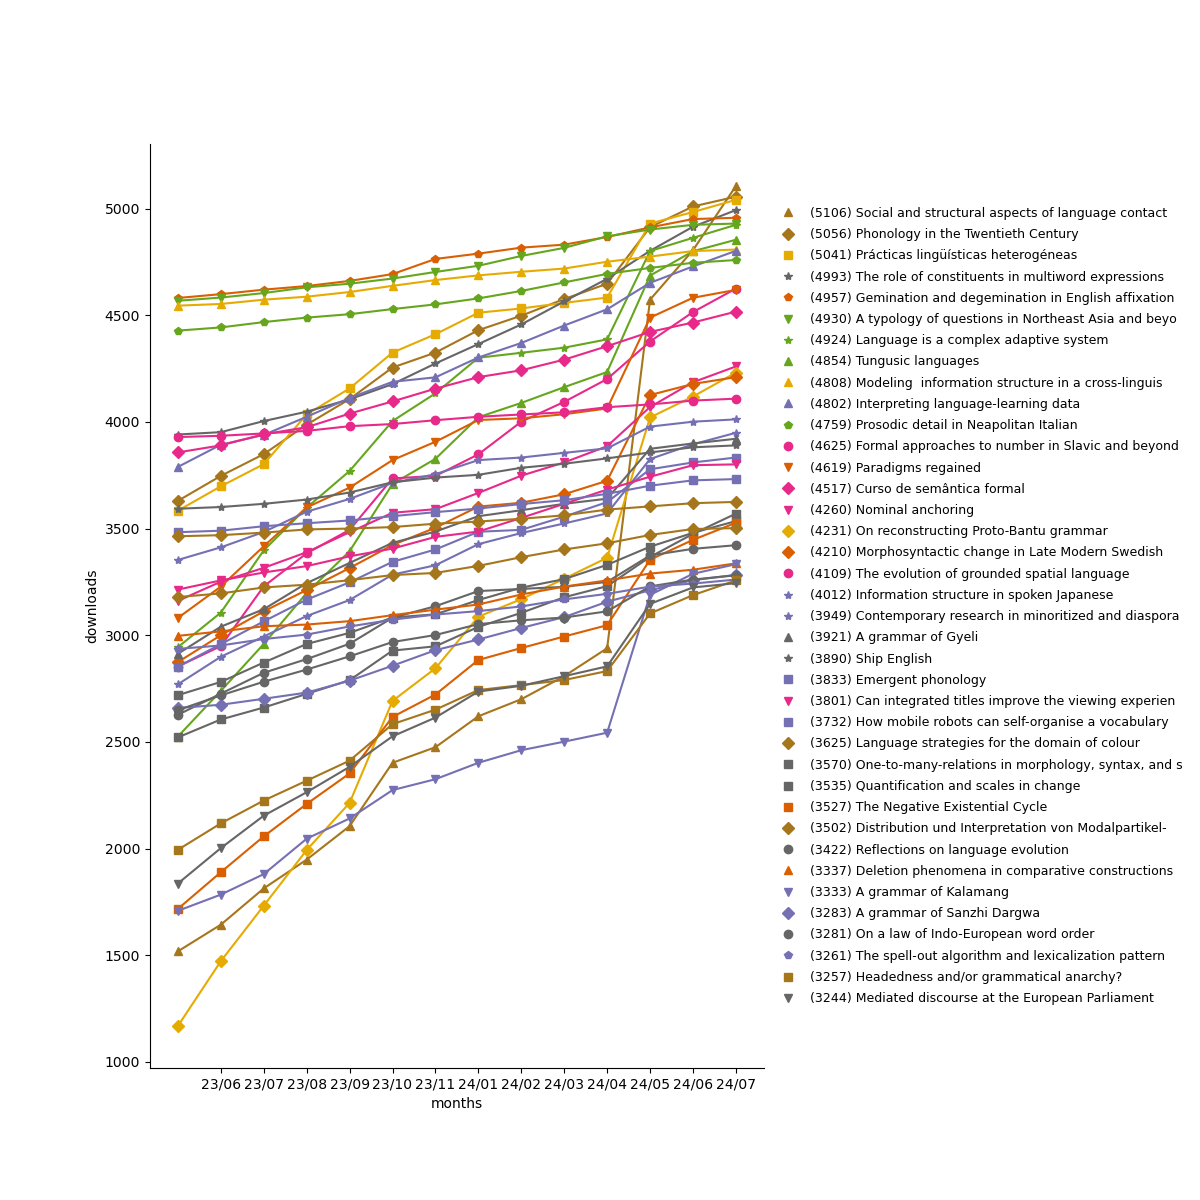 5000
4500
4000
3500
3000
2500
2000
1500
1000
downloads
23/06 23/07 23/08 23/09 23/10 23/11 24/01 24/02 24/03 24/04 24/05 24/06 24/07
months
(5106) Social and structural aspects of language contact
(5056) Phonology in the Twentieth Century
(5041) Prácticas lingüísticas heterogéneas
(4993) The role of constituents in multiword expressions
(4957) Gemination and degemination in English affixation
(4930) A typology of questions in Northeast Asia and beyo
(4924) Language is a complex adaptive system
(4854) Tungusic languages
(4808) Modeling  information structure in a cross-linguis
(4802) Interpreting language-learning data
(4759) Prosodic detail in Neapolitan Italian
(4625) Formal approaches to number in Slavic and beyond
(4619) Paradigms regained
(4517) Curso de semântica formal
(4260) Nominal anchoring
(4231) On reconstructing Proto-Bantu grammar
(4210) Morphosyntactic change in Late Modern Swedish
(4109) The evolution of grounded spatial language
(4012) Information structure in spoken Japanese
(3949) Contemporary research in minoritized and diaspora
(3921) A grammar of Gyeli
(3890) Ship English
(3833) Emergent phonology
(3801) Can integrated titles improve the viewing experien
(3732) How mobile robots can self-organise a vocabulary
(3625) Language strategies for the domain of colour
(3570) One-to-many-relations in morphology, syntax, and s
(3535) Quantification and scales in change
(3527) The Negative Existential Cycle
(3502) Distribution und Interpretation von Modalpartikel-
(3422) Reflections on language evolution
(3337) Deletion phenomena in comparative constructions
(3333) A grammar of Kalamang
(3283) A grammar of Sanzhi Dargwa
(3281) On a law of Indo-European word order
(3261) The spell-out algorithm and lexicalization pattern
(3257) Headedness and/or grammatical anarchy?
(3244) Mediated discourse at the European Parliament